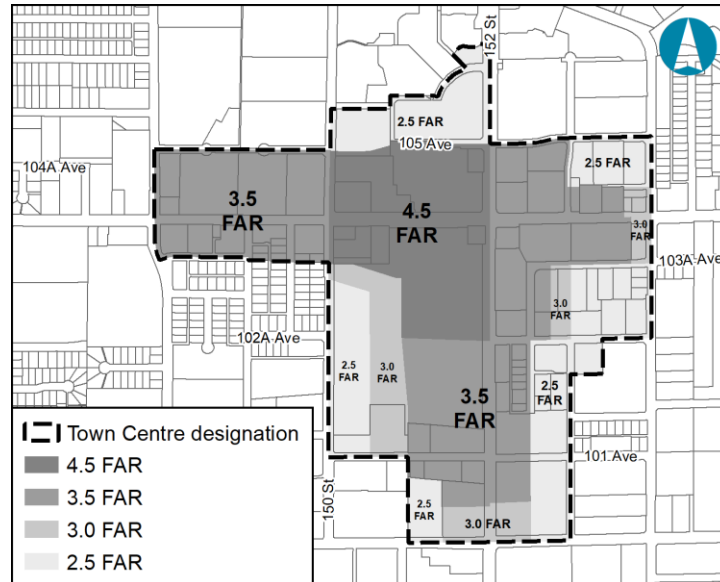 152 St
2.5 FAR
105 Ave
2.5 FAR
104A Ave
3.5
FAR
4.5
FAR
3.0
FAR
103A Ave
3.0
FAR
102A Ave
2.5
FAR
3.0
FAR
3.5
FAR
2.5
FAR
101 Ave
150 St
2.5
FAR
3.0 FAR
Town Centre designation
4.5 FAR
3.5 FAR
3.0 FAR
2.5 FAR